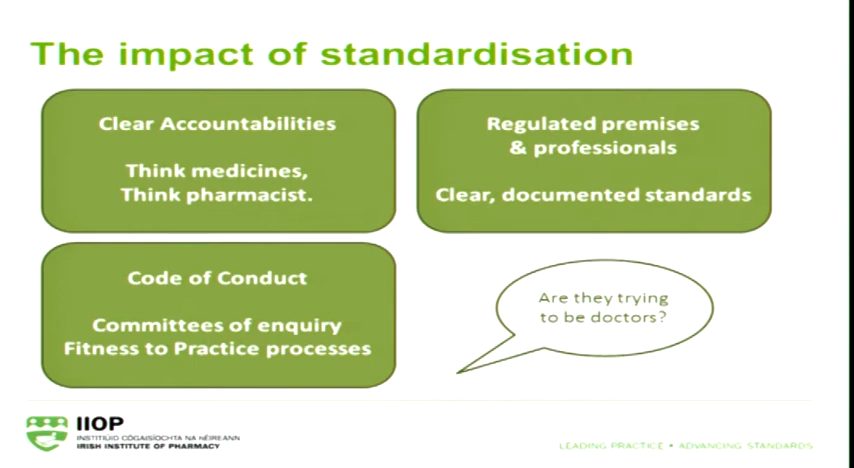 The impact of standardisation
Clear Accountabilities
Think medicines,
Think pharmacist.
Regulated premises
& professionals
Clear, documented standards
Code of Conduct
Committees of enquiry
Fitness to Practice processes
Are they trying
to be doctors?
IIOP
INSTITIÚID CÓGAISÍOCHTA NA HÉIREANN
IRISH INSTITUTE OF PHARMACY
LEADING PRACTICE • ADVANCING STANDARDS